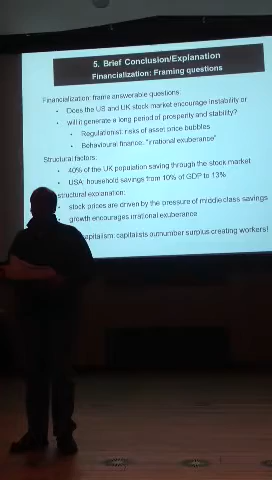 5. Brief Conclusion/Explanation
Financialization: Framing questions
Financialization: frame answerable questions:
• Does the US and UK stock market encourage instability or
• will it generate a long period of prosperity and stability?
• Regulationist: risks of asset price bubbles
• Behavioural finance: "irrational exuberance"
Structural factors:
• 40% of the UK population saving through the stock market
• USA: household savings from 10% of GDP to 13%
structural explanation:
• stock prices are driven by the pressure of middle class savings
• growth encourages irrational exuberance
capitalism: capitalists outnumber surplus creating workers!